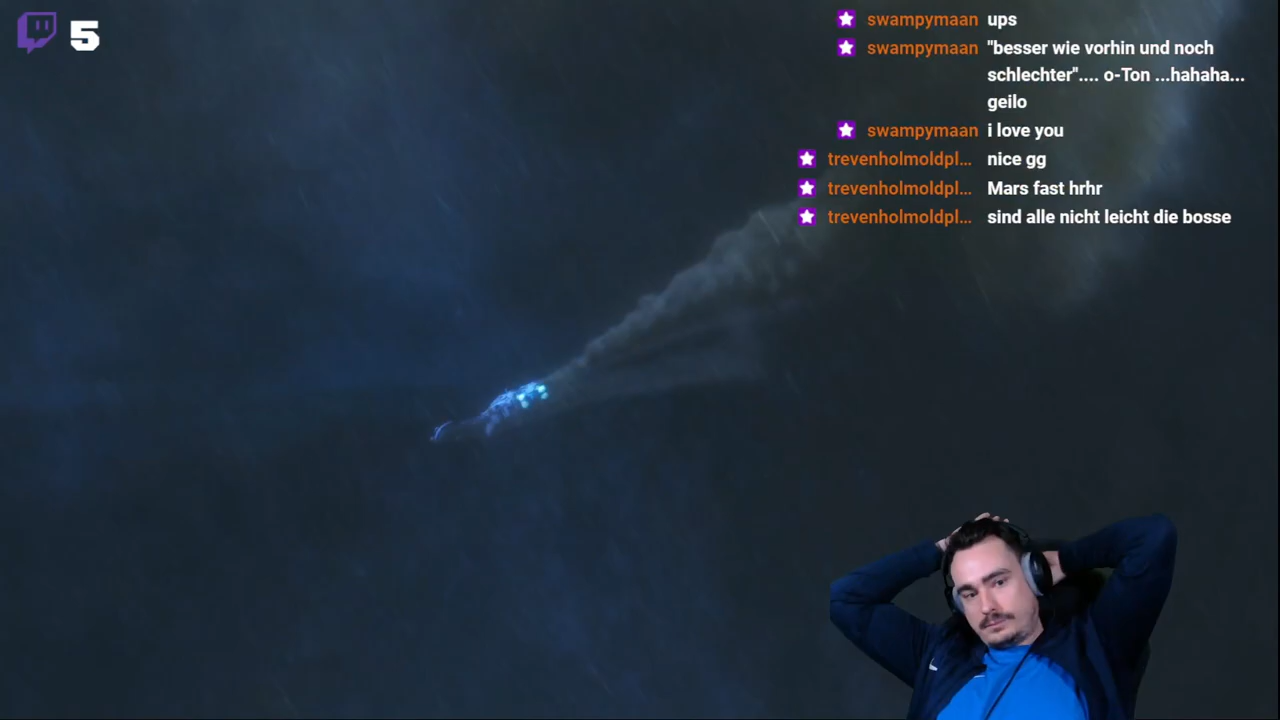 5
swampymaan ups
swampymaan "besser wie vorhin und noch
schlechter".... o-Ton ...hahaha...
geilo
swampymaan i love you
trevenholmoldpl... nice gg
trevenholmoldpl... Mars fast hrhr
trevenholmoldpl... sind alle nicht leicht die bosse